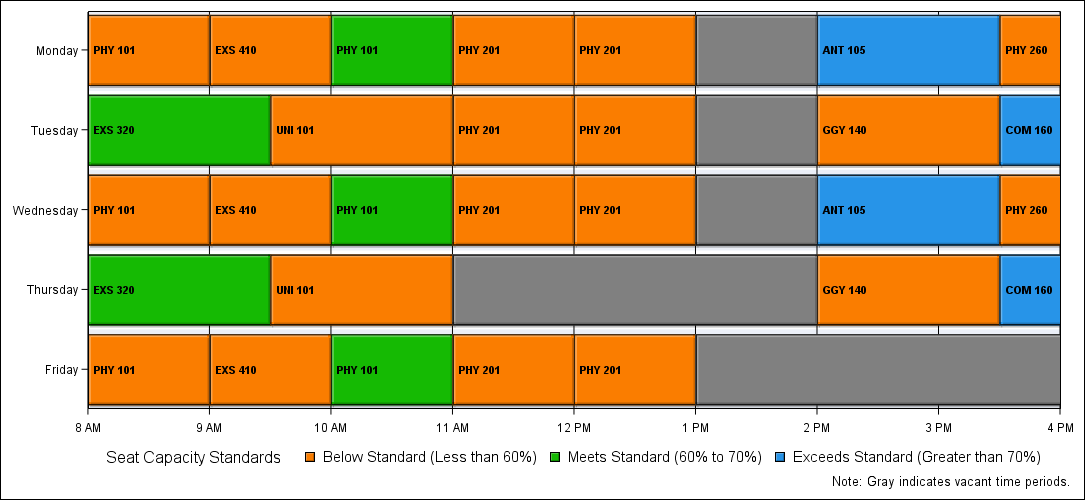 Monday PHY 101 EXS 410 PHY 101 PHY 201 PHY 201 ANT 105 PHY 260
Tuesday EXS 320 UNI 101 PHY 201 PHY 201 GGY 140 COM 160
Wednesday PHY 101 EXS 410 PHY 101 PHY 201 PHY 201 ANT 105 PHY 260
Thursday EXS 320 UNI 101 GGY 140 COM 160
Friday PHY 101 EXS 410 PHY 101 PHY 201 PHY 201
8 AM 9 AM 10 AM 11 AM 12 PM 1 PM 2 PM 3 PM 4 PM
Seat Capacity Standards Below Standard (Less than 60%) Meets Standard (60% to 70%) Exceeds Standard (Greater than 70%)
Note: Gray indicates vacant time periods.